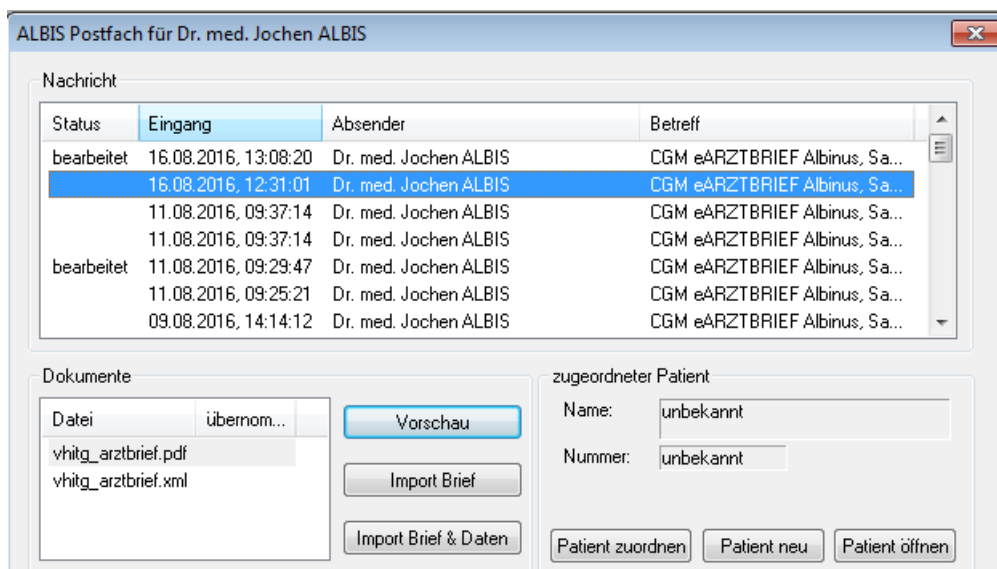 ALBIS Postfach für Dr. med. Jochen ALBIS
Nachricht
Status Eingang Absender Betreff
bearbeitet 16.08.2016, 13:08:20 Dr. med. Jochen ALBIS CGM eARZTBRIEF Albinus, Sa...
16.08.2016, 12:31:01 Dr. med. Jochen ALBIS CGM eARZTBRIEF Albinus, Sa...
11.08.2016, 09:37:14 Dr. med. Jochen ALBIS CGM eARZTBRIEF Albinus, Sa...
11.08.2016, 09:37:14 Dr. med. Jochen ALBIS CGM eARZTBRIEF Albinus, Sa...
bearbeitet 11.08.2016, 09:29:47 Dr. med. Jochen ALBIS CGM eARZTBRIEF Albinus, Sa...
11.08.2016, 09:25:21 Dr. med. Jochen ALBIS CGM eARZTBRIEF Albinus, Sa...
09.08.2016, 14:14:12 Dr. med. Jochen ALBIS CGM eARZTBRIEF Albinus, Sa...
Dokumente
Datei übernom...
vhitg_arztbrief.pdf
vhitg_arztbrief.xml
Vorschau
Import Brief
Import Brief & Daten
zugeordneter Patient
Name: unbekannt
Nummer: unbekannt
Patient zuordnen Patient neu Patient öffnen